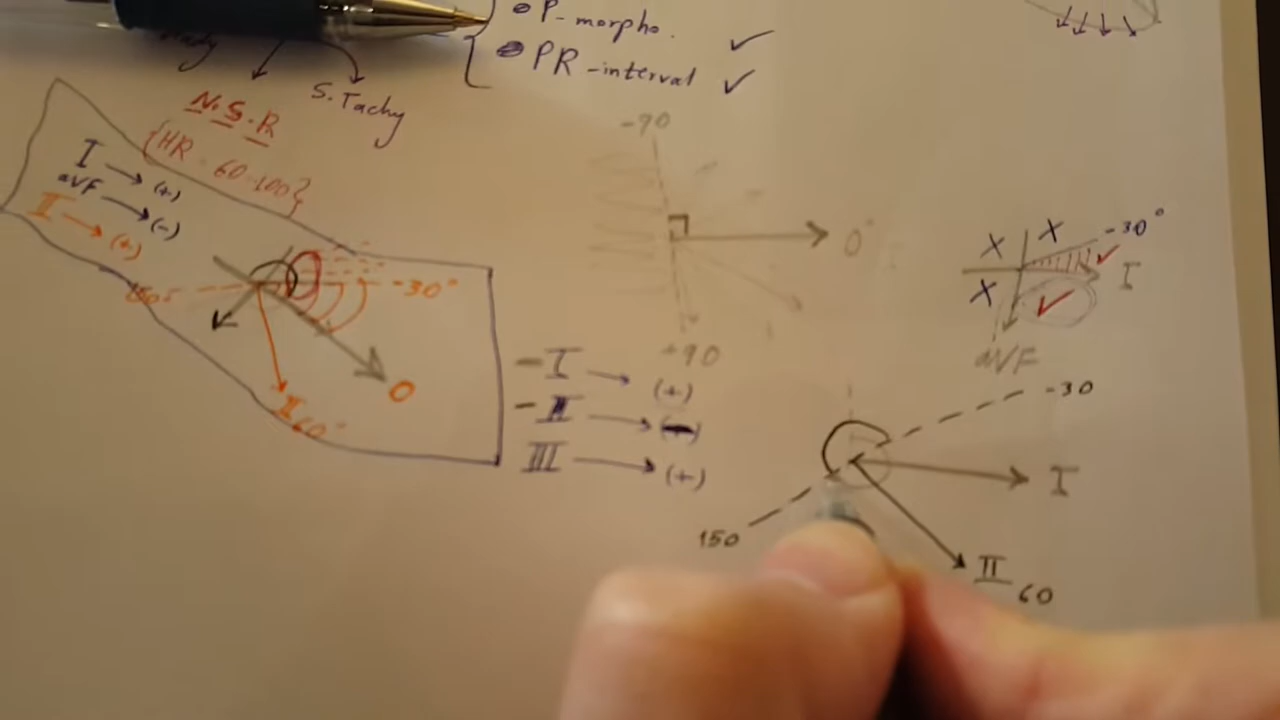 P-morpho. ✓
PR-interval ✓
S.Tachy
N.S.R
{HR - 60-100}
I → (+)
aVF → (-)
II → (+)
-30°
0
60°
-90
0°
+90
-I → (+)
-II →
III → (+)
X X -30°
X ✓ I
✓
aVF
-30
I
150
II 60